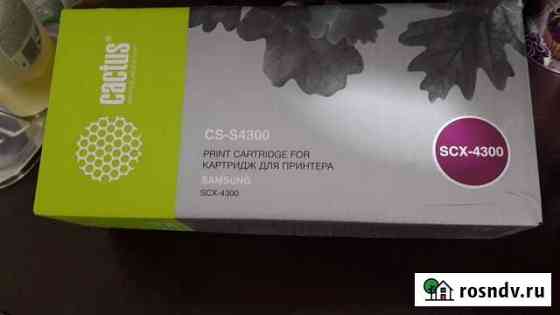 cactus
CS-S4300
PRINT CARTRIDGE FOR
КАРТРИДЖ ДЛЯ ПРИНТЕРА
SAMSUNG
SCX-4300
SCX-4300
rosndv.ru